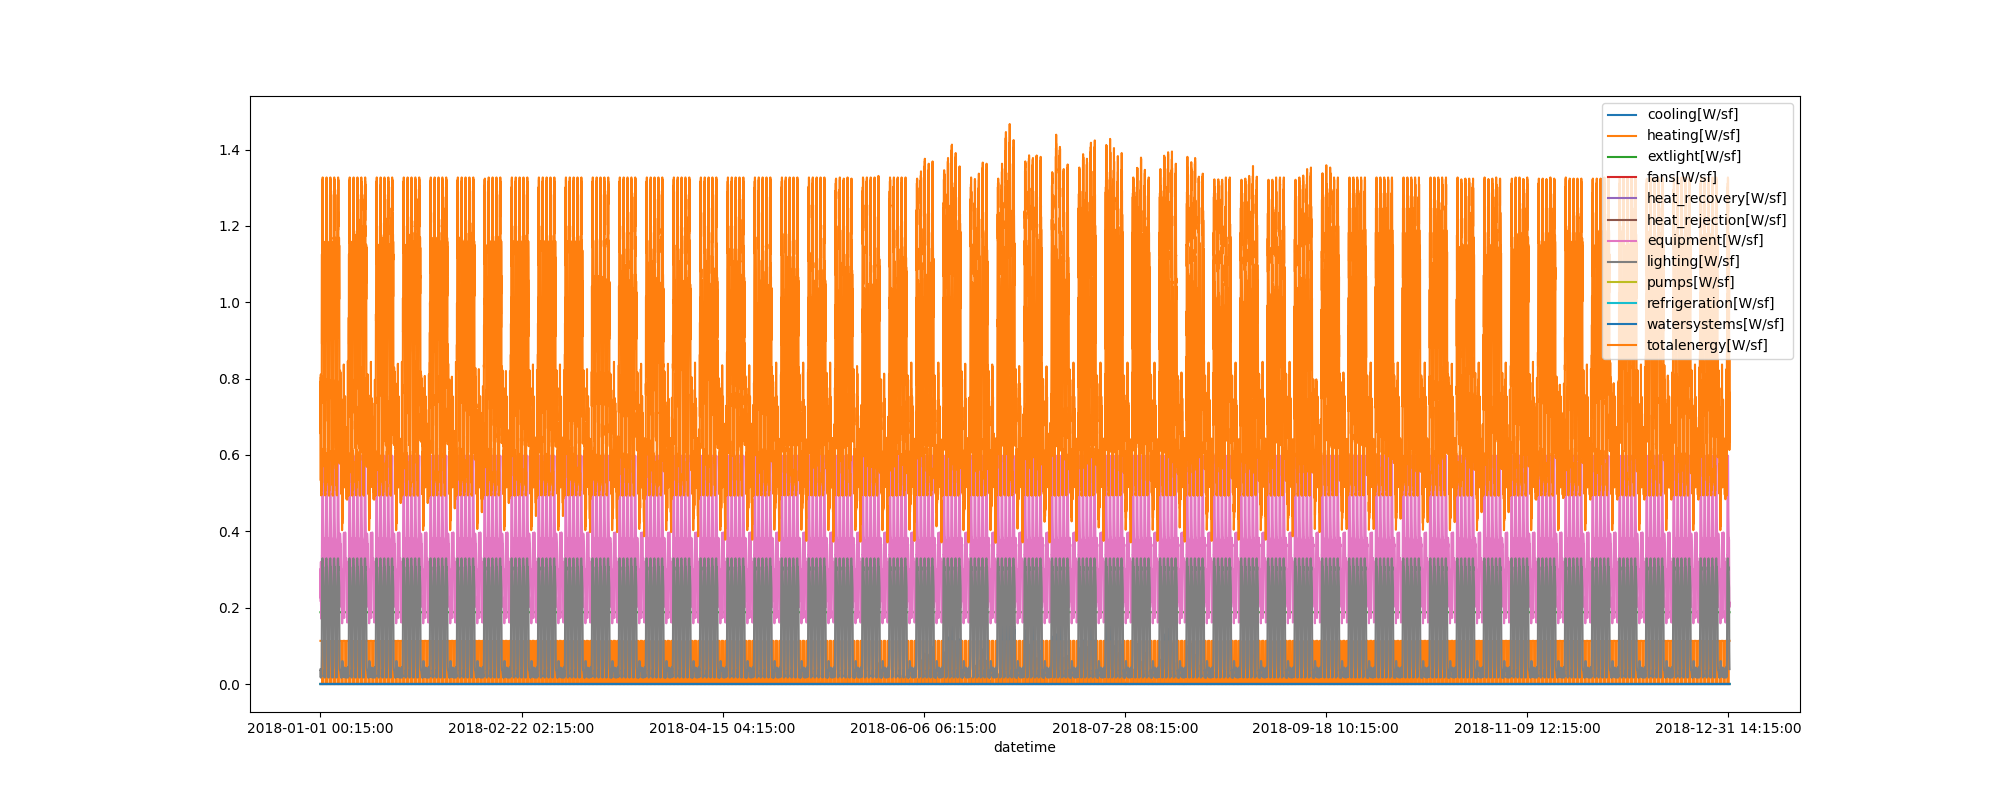 1.4
1.2
1.0
0.8
0.6
0.4
0.2
0.0
cooling[W/sf]
heating[W/sf]
extlight[W/sf]
fans[W/sf]
heat_recovery[W/sf]
heat_rejection[W/sf]
equipment[W/sf]
lighting[W/sf]
pumps[W/sf]
refrigeration[W/sf]
watersystems[W/sf]
totalenergy[W/sf]
2018-01-01 00:15:00 2018-02-22 02:15:00 2018-04-15 04:15:00 2018-06-06 06:15:00 2018-07-28 08:15:00 2018-09-18 10:15:00 2018-11-09 12:15:00 2018-12-31 14:15:00
datetime